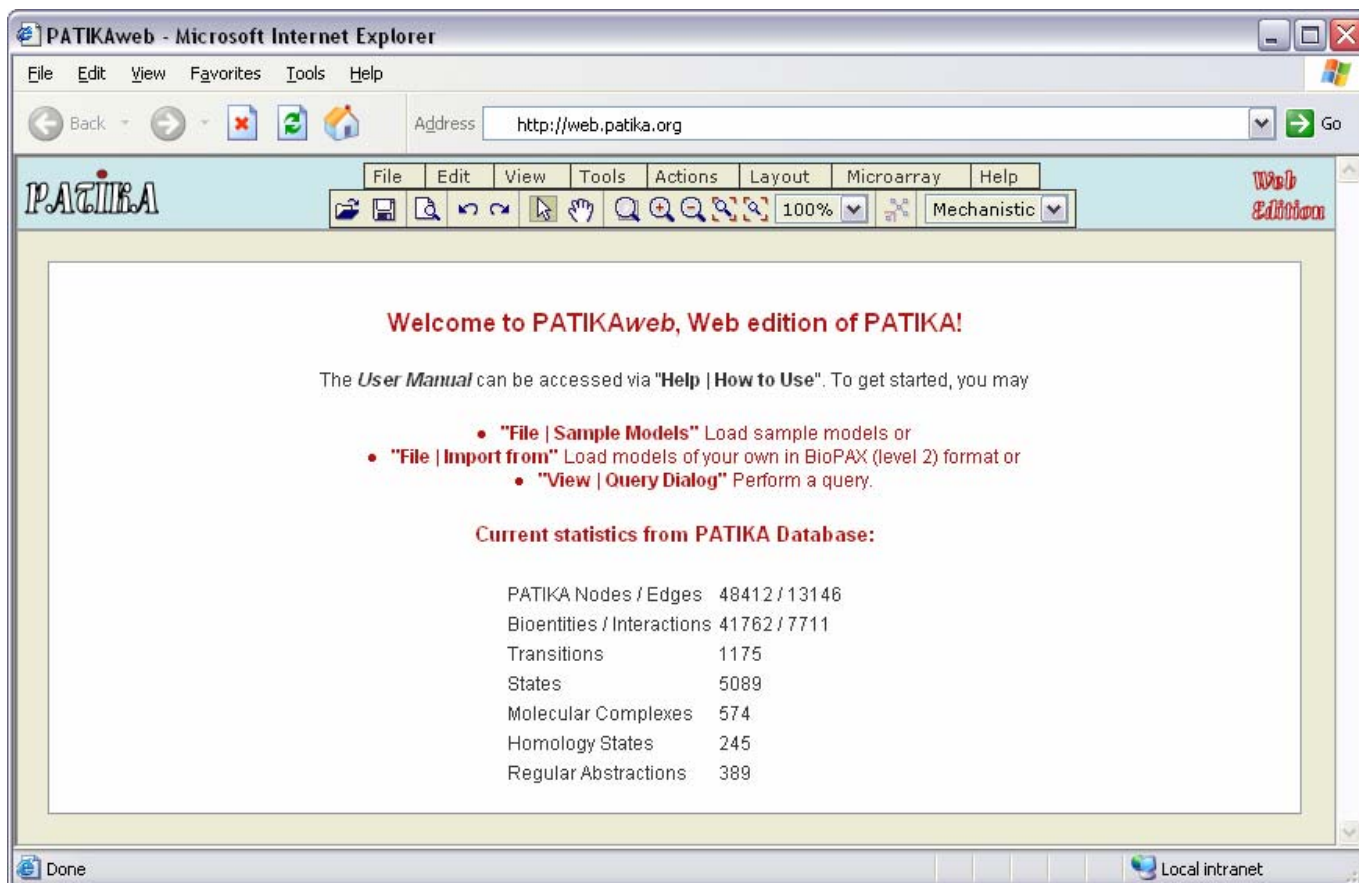 PATIKAweb - Microsoft Internet Explorer
File Edit View Favorites Tools Help
Back Address http://web.patika.org Go
PATIKA File Edit View Tools Actions Layout Microarray Help Web
100% Mechanistic Edition
Welcome to PATIKAweb, Web edition of PATIKA!
The User Manual can be accessed via "Help | How to Use". To get started, you may
• "File | Sample Models" Load sample models or
• "File | Import from" Load models of your own in BioPAX (level 2) format or
• "View | Query Dialog" Perform a query.
Current statistics from PATIKA Database:
PATIKA Nodes / Edges 48412 / 13146
Bioentities / Interactions 41762 / 7711
Transitions 1175
States 5089
Molecular Complexes 574
Homology States 245
Regular Abstractions 389
Done Local intranet